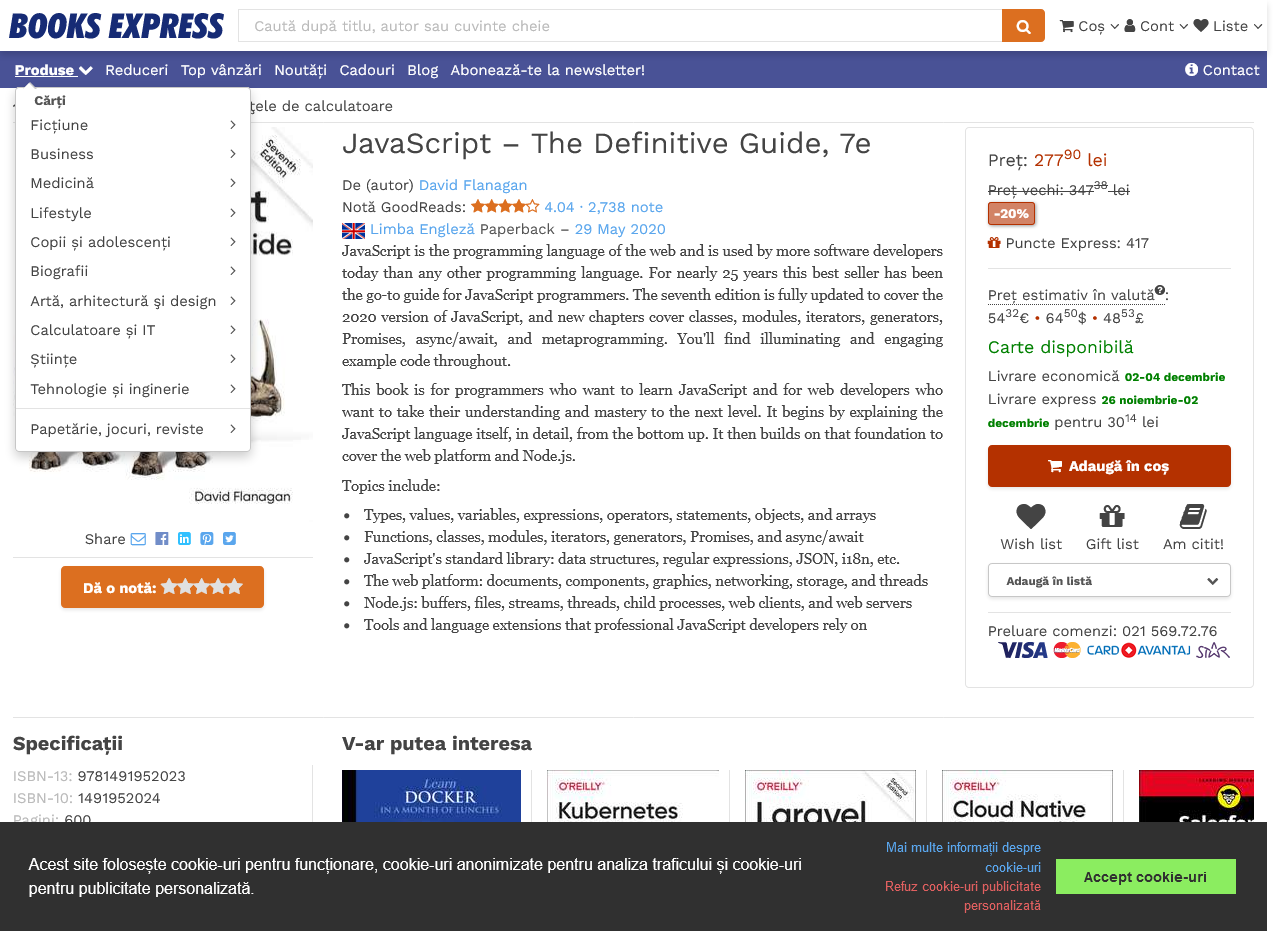 BOOKS EXPRESS
Caută după titlu, autor sau cuvinte cheie
Coș
Cont
Liste
Produse
Reduceri
Top vânzări
Noutăți
Cadouri
Blog
Abonează-te la newsletter!
Contact
Cărți
Ficțiune
Business
Medicină
Lifestyle
Copii și adolescenți
Biografii
Artă, arhitectură şi design
Calculatoare și IT
Științe
Tehnologie și inginerie
Papetărie, jocuri, reviste
de calculatoare
Seventh
Edition
David Flanagan
Share
Dă o notă:
JavaScript – The Definitive Guide, 7e
De (autor) David Flanagan
Notă GoodReads: 4.04 · 2,738 note
Limba Engleză Paperback – 29 May 2020
JavaScript is the programming language of the web and is used by more software developers
today than any other programming language. For nearly 25 years this best seller has been
the go-to guide for JavaScript programmers. The seventh edition is fully updated to cover the
2020 version of JavaScript, and new chapters cover classes, modules, iterators, generators,
Promises, async/await, and metaprogramming. You'll find illuminating and engaging
example code throughout.
This book is for programmers who want to learn JavaScript and for web developers who
want to take their understanding and mastery to the next level. It begins by explaining the
JavaScript language itself, in detail, from the bottom up. It then builds on that foundation to
cover the web platform and Node.js.
Topics include:
• Types, values, variables, expressions, operators, statements, objects, and arrays
• Functions, classes, modules, iterators, generators, Promises, and async/await
• JavaScript's standard library: data structures, regular expressions, JSON, i18n, etc.
• The web platform: documents, components, graphics, networking, storage, and threads
• Node.js: buffers, files, streams, threads, child processes, web clients, and web servers
• Tools and language extensions that professional JavaScript developers rely on
Preț: 27790 lei
Preț vechi: 34738 lei
-20%
Puncte Express: 417
Preț estimativ în valută:
5432€ • 6450$ • 4853£
Carte disponibilă
Livrare economică 02-04 decembrie
Livrare express 26 noiembrie-02
decembrie pentru 3014 lei
Adaugă în coș
Wish list
Gift list
Am citit!
Adaugă în listă
Preluare comenzi: 021 569.72.76
VISA MasterCard CARD AVANTAJ STAR
Specificații
ISBN-13: 9781491952023
ISBN-10: 1491952024
Pagini: 600
V-ar putea interesa
Learn
DOCKER
IN A MONTH OF LUNCHES
O'REILLY
Kubernetes
O'REILLY
Second
Edition
Laravel
O'REILLY
Cloud Native
Acest site folosește cookie-uri pentru funcționare, cookie-uri anonimizate pentru analiza traficului și cookie-uri
pentru publicitate personalizată.
Mai multe informații despre
cookie-uri
Refuz cookie-uri publicitate
personalizată
Accept cookie-uri